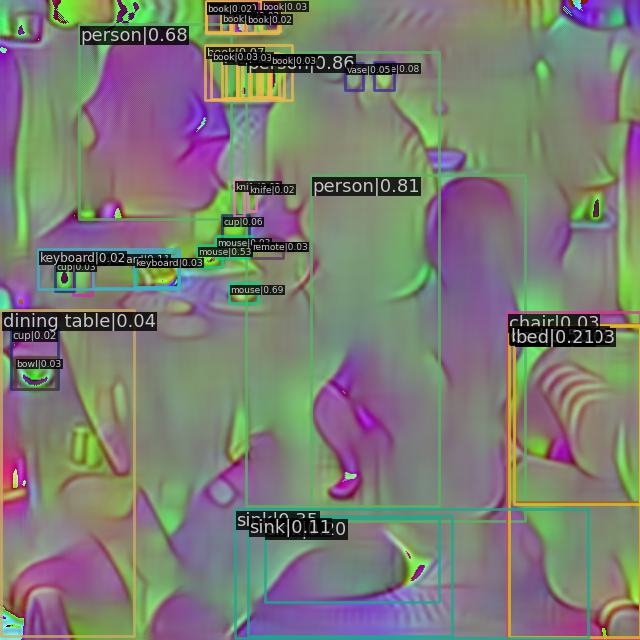 book|0.02
book|0.03
book|0.02
person|0.68
book|0.07
book|0.03
person|0.86
vase|0.05
knife|0.02
cup|0.06
mouse|0.53
remote|0.03
keyboard|0.02
keyboard|0.03
cup|0.03
mouse|0.69
person|0.81
dining table|0.04
cup|0.02
bowl|0.03
chair|0.03
bed|0.21
sink|0.11